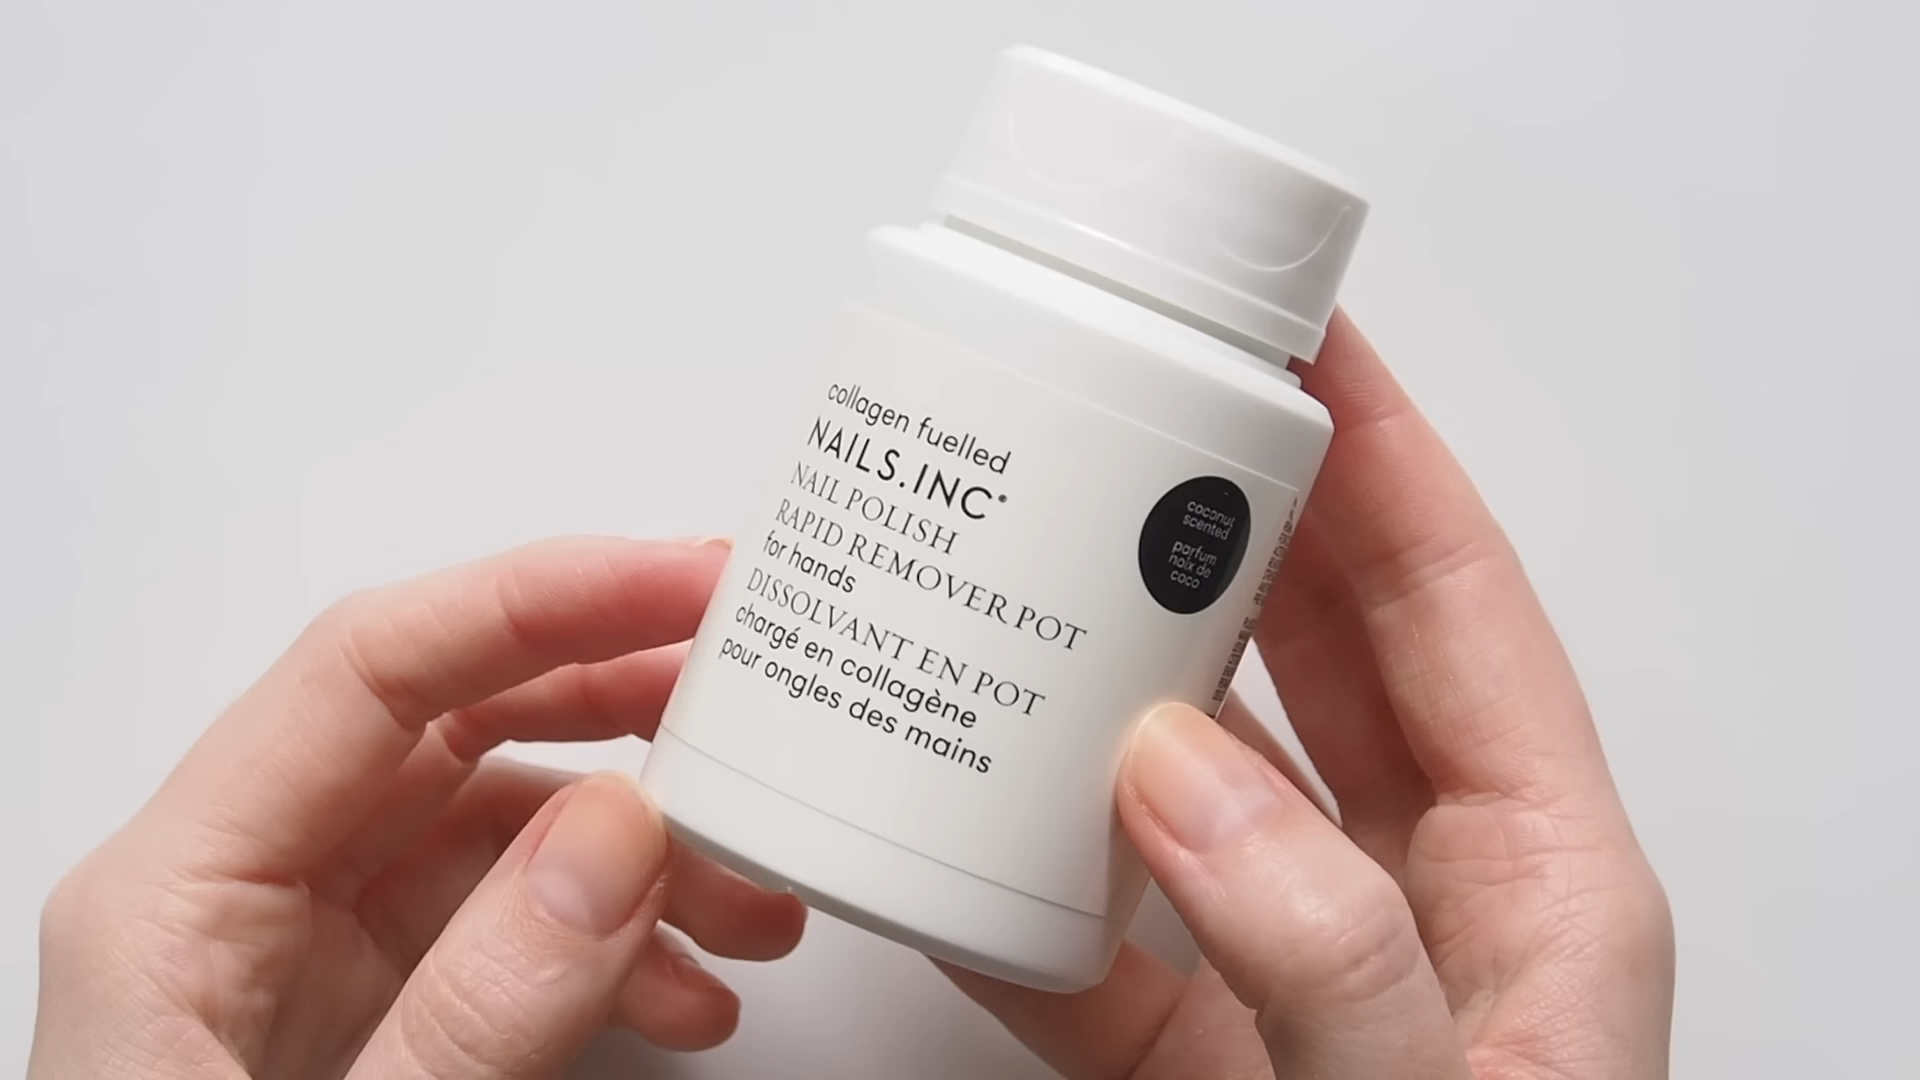 collagen fuelled
NAILS.INC®
NAIL POLISH
RAPID REMOVER POT
for hands
DISSOLVANT EN POT
chargé en collagène
pour ongles des mains
coconut
scented
parfum
noix de
coco